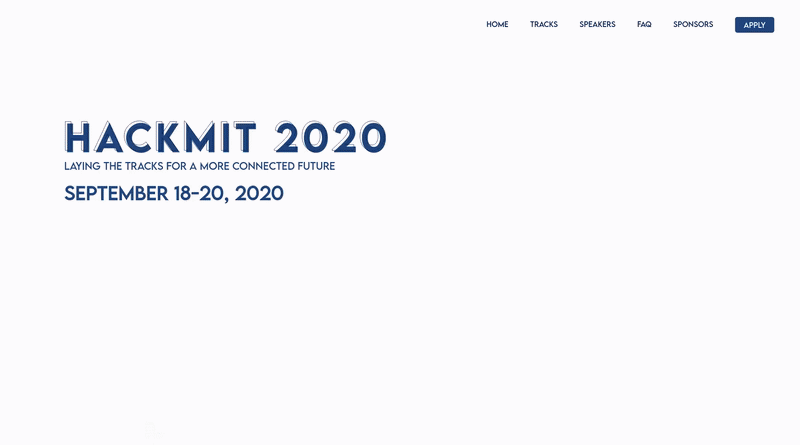 HOME TRACKS SPEAKERS FAQ SPONSORS APPLY
HACKMIT 2020
LAYING THE TRACKS FOR A MORE CONNECTED FUTURE
SEPTEMBER 18-20, 2020